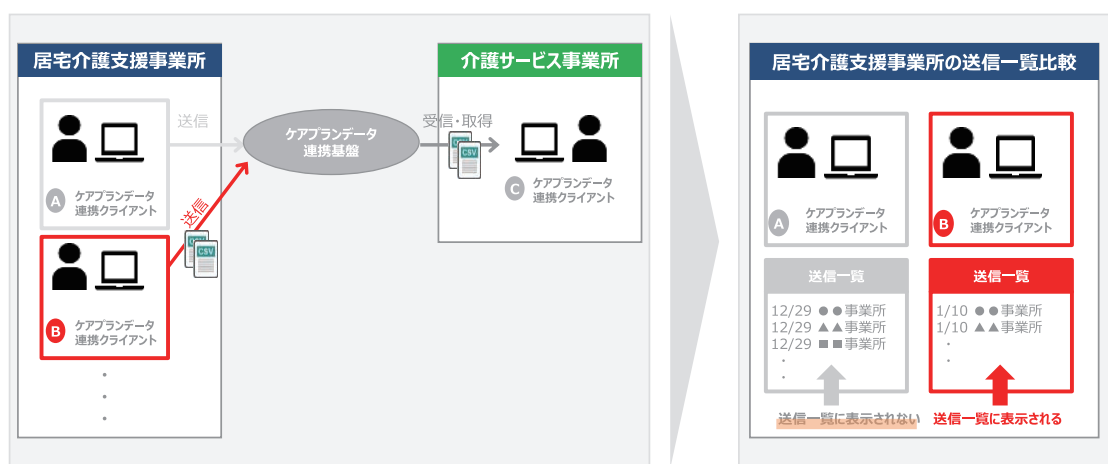 居宅介護支援事業所
送信
A
ケアプランデータ
連携クライアント
送信
CSV
B
ケアプランデータ
連携クライアント
・
・
・
ケアプランデータ
連携基盤
介護サービス事業所
受信・取得
CSV
C
ケアプランデータ
連携クライアント
居宅介護支援事業所の送信一覧比較
A
ケアプランデータ
連携クライアント
B
ケアプランデータ
連携クライアント
送信一覧
12/29 ●●事業所
12/29 ▲▲事業所
12/29 ■■事業所
・
・
送信一覧に表示されない
送信一覧
1/10 ●●事業所
1/10 ▲▲事業所
・
・
送信一覧に表示される